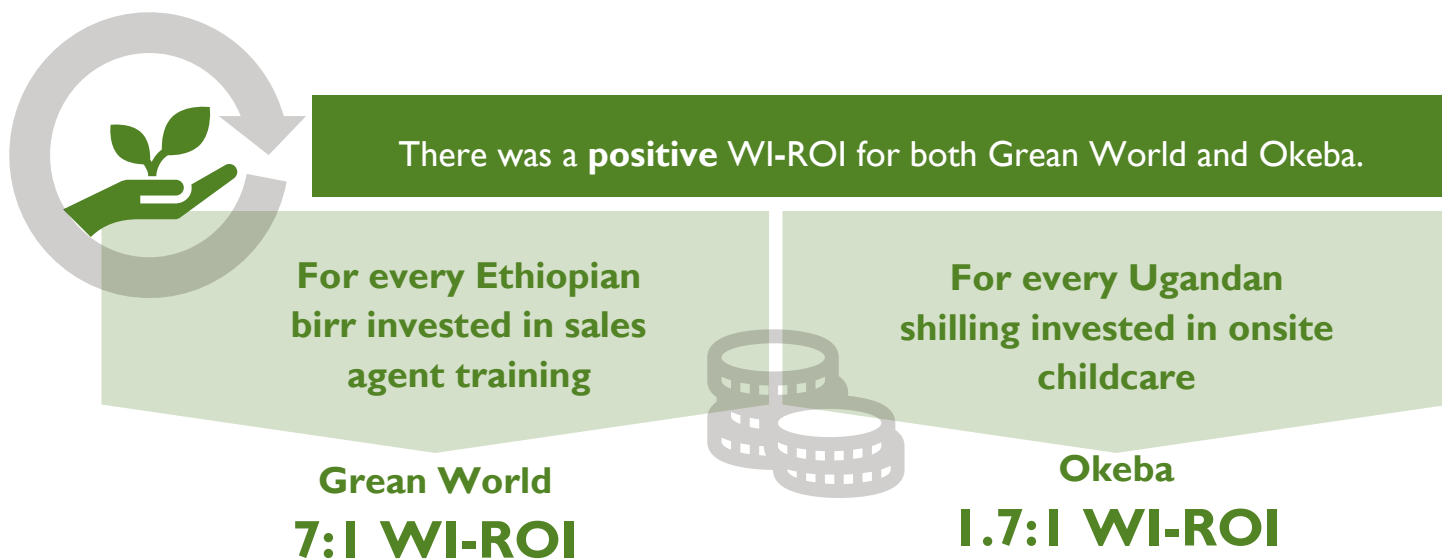 There was a positive WI-ROI for both Grean World and Okeba.
For every Ethiopian
birr invested in sales
agent training
Grean World
7:1 WI-ROI
For every Ugandan
shilling invested in onsite
childcare
Okeba
1.7:1 WI-ROI